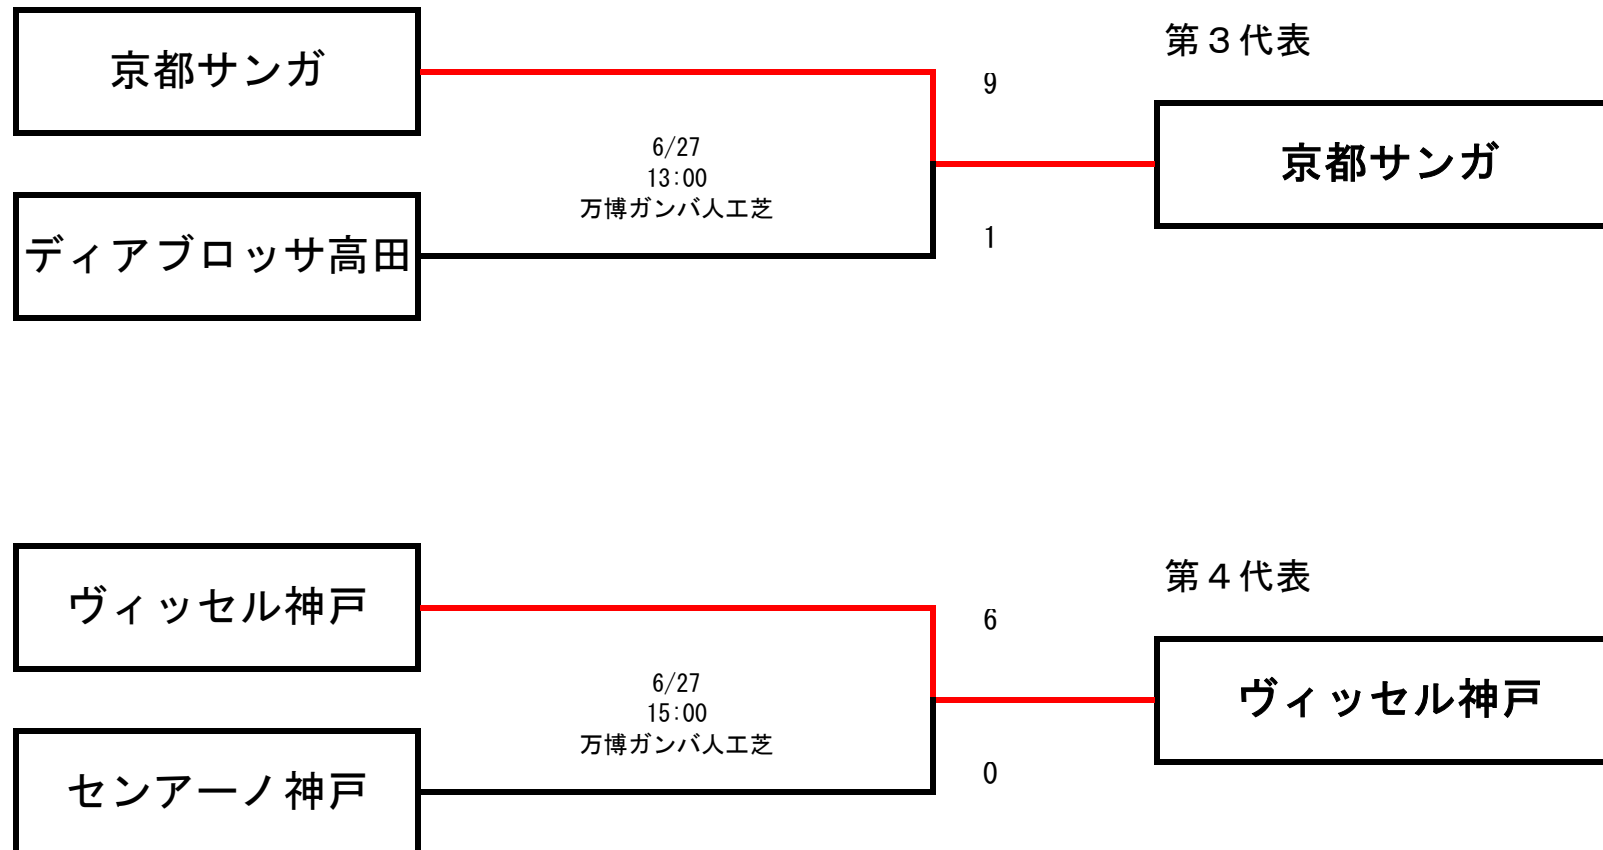 京都サンガ
第３代表
9
京都サンガ
6/27
13:00
万博ガンバ人工芝
ディアブロッサ高田
1
ヴィッセル神戸
第４代表
6
ヴィッセル神戸
6/27
15:00
万博ガンバ人工芝
センアーノ神戸
0